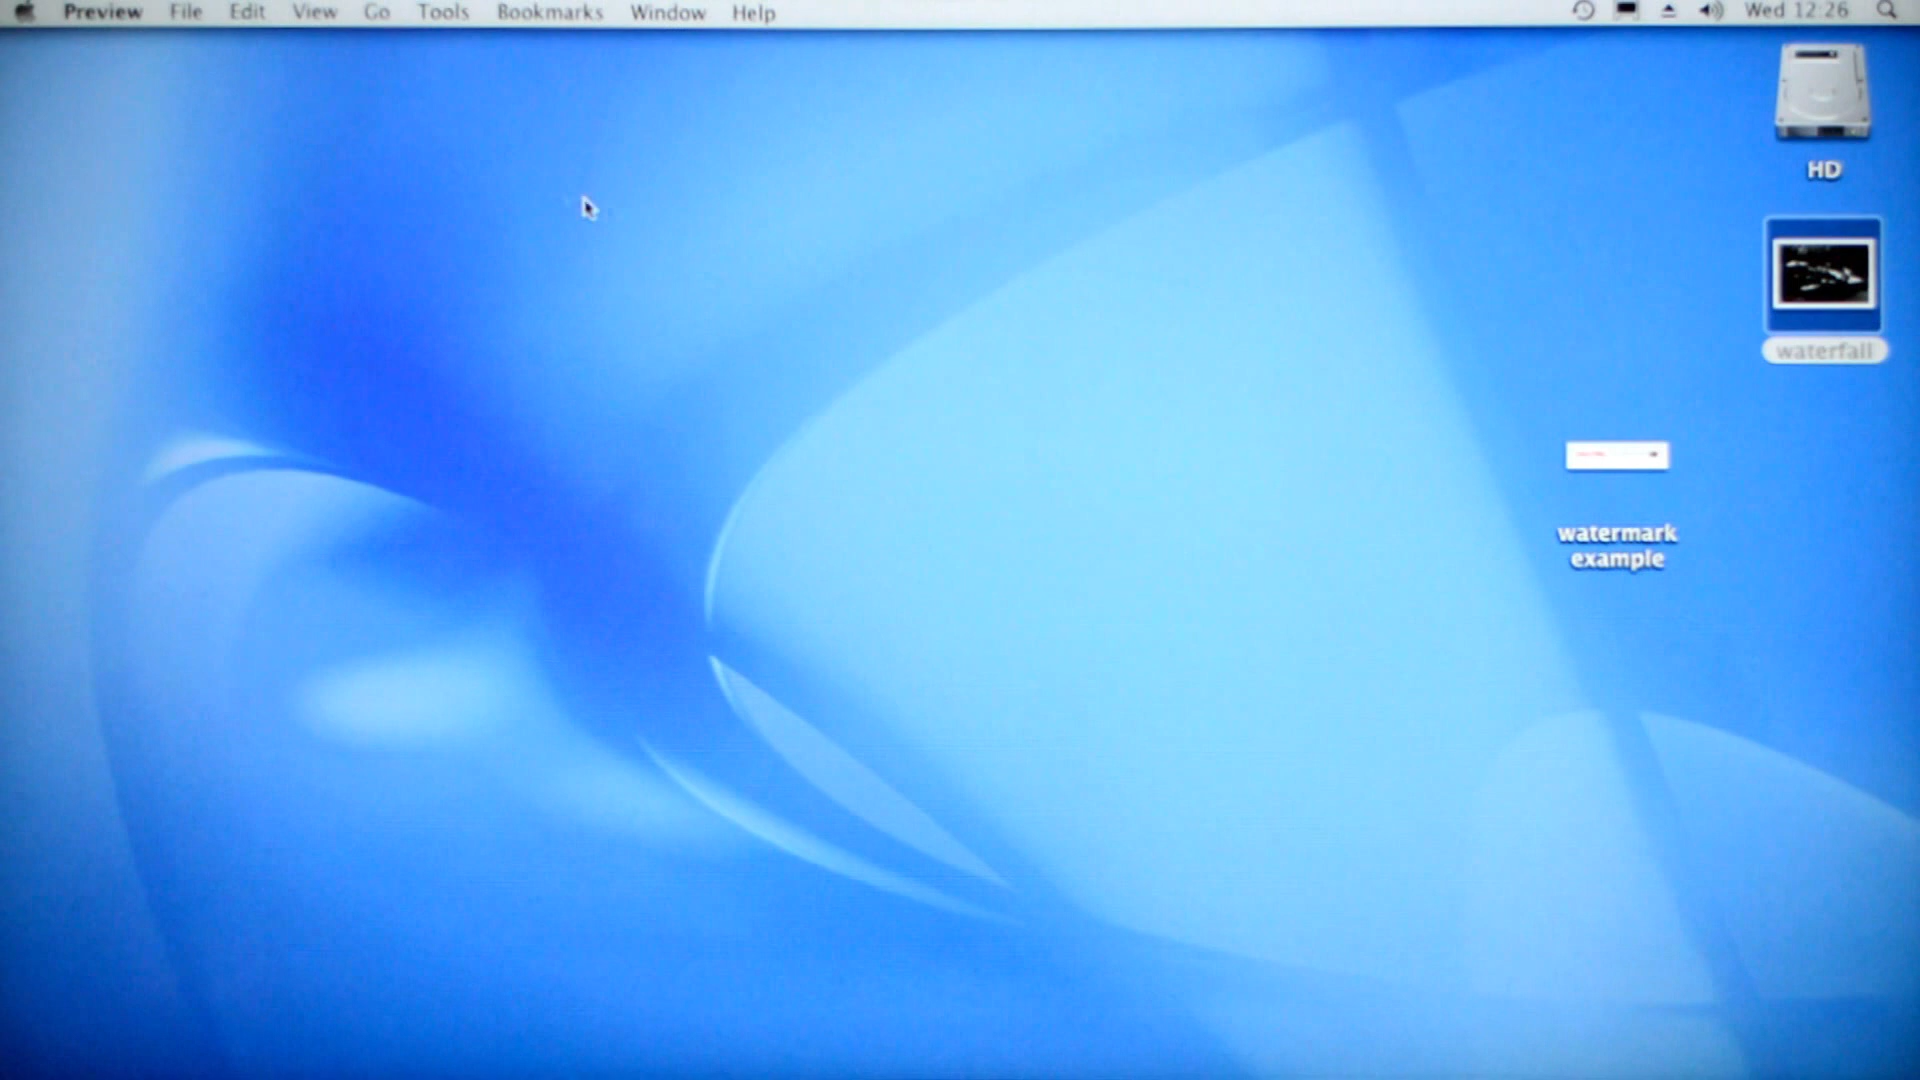 Preview File Edit View Go Tools Bookmarks Window Help
Wed 12:26
HD
waterfall
watermark
example